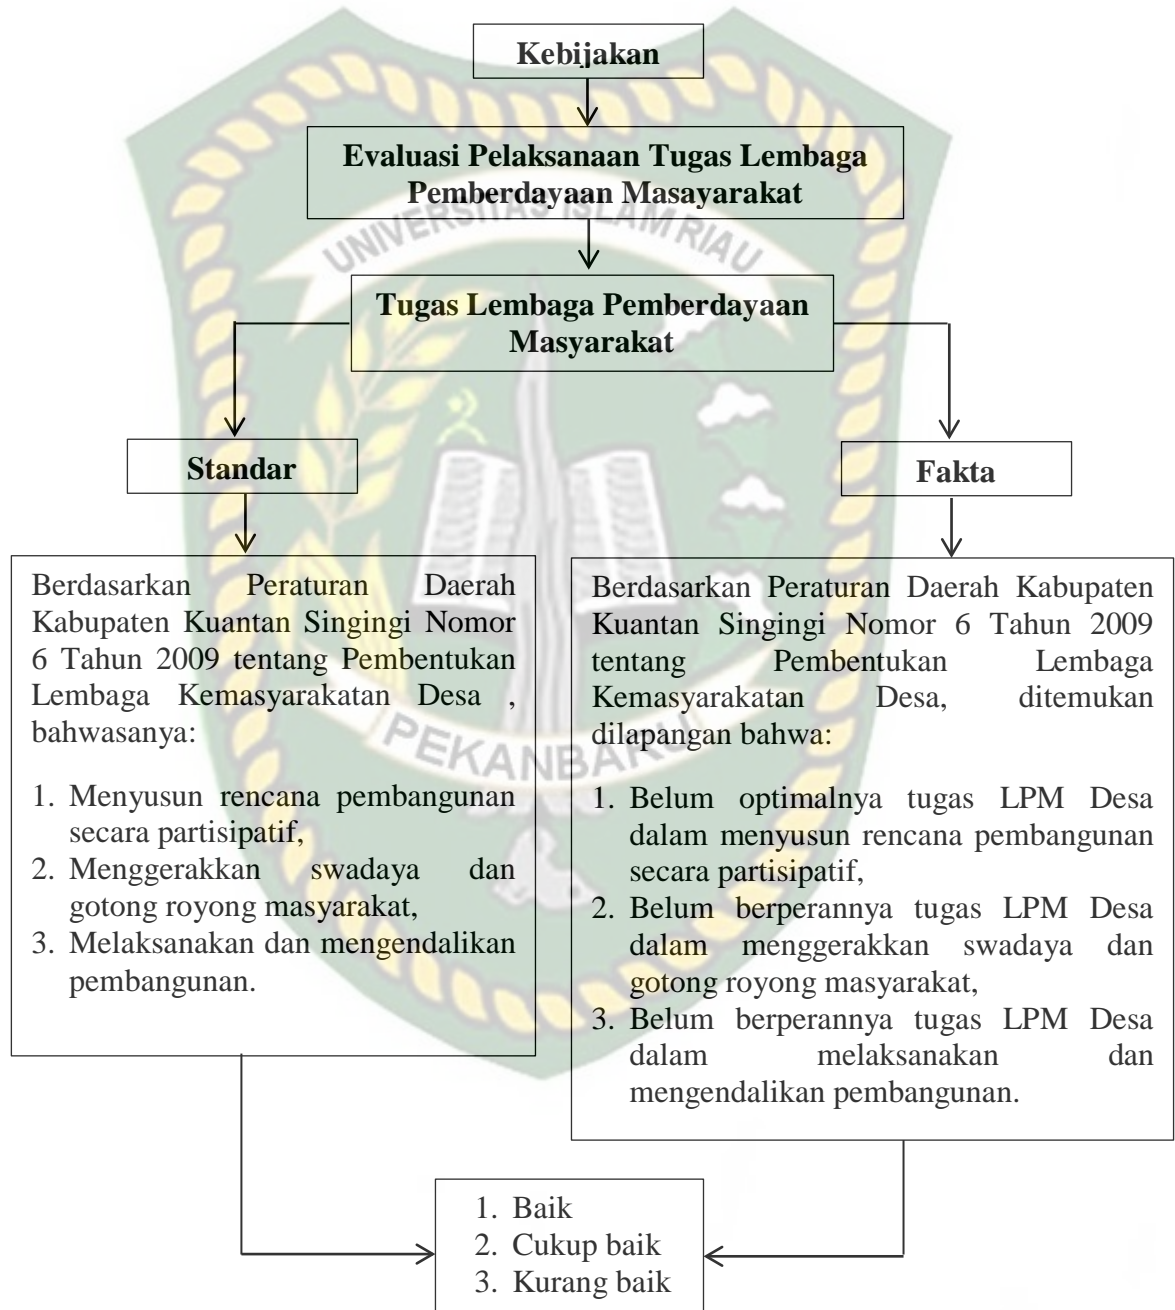 Kebijakan
Evaluasi Pelaksanaan Tugas Lembaga
Pemberdayaan Masayarakat
UNIVERSITAS ISLAM RIAU
Tugas Lembaga Pemberdayaan
Masyarakat
Standar
Fakta
Berdasarkan Peraturan Daerah
Kabupaten Kuantan Singingi Nomor
6 Tahun 2009 tentang Pembentukan
Lembaga Kemasyarakatan Desa ,
bahwasanya:
1. Menyusun rencana pembangunan
secara partisipatif,
2. Menggerakkan swadaya dan
gotong royong masyarakat,
3. Melaksanakan dan mengendalikan
pembangunan.
Berdasarkan Peraturan Daerah Kabupaten
Kuantan Singingi Nomor 6 Tahun 2009
tentang Pembentukan Lembaga
Kemasyarakatan Desa, ditemukan
dilapangan bahwa:
1. Belum optimalnya tugas LPM Desa
dalam menyusun rencana pembangunan
secara partisipatif,
2. Belum berperannya tugas LPM Desa
dalam menggerakkan swadaya dan
gotong royong masyarakat,
3. Belum berperannya tugas LPM Desa
dalam melaksanakan dan
mengendalikan pembangunan.
PEKANBARU
1. Baik
2. Cukup baik
3. Kurang baik